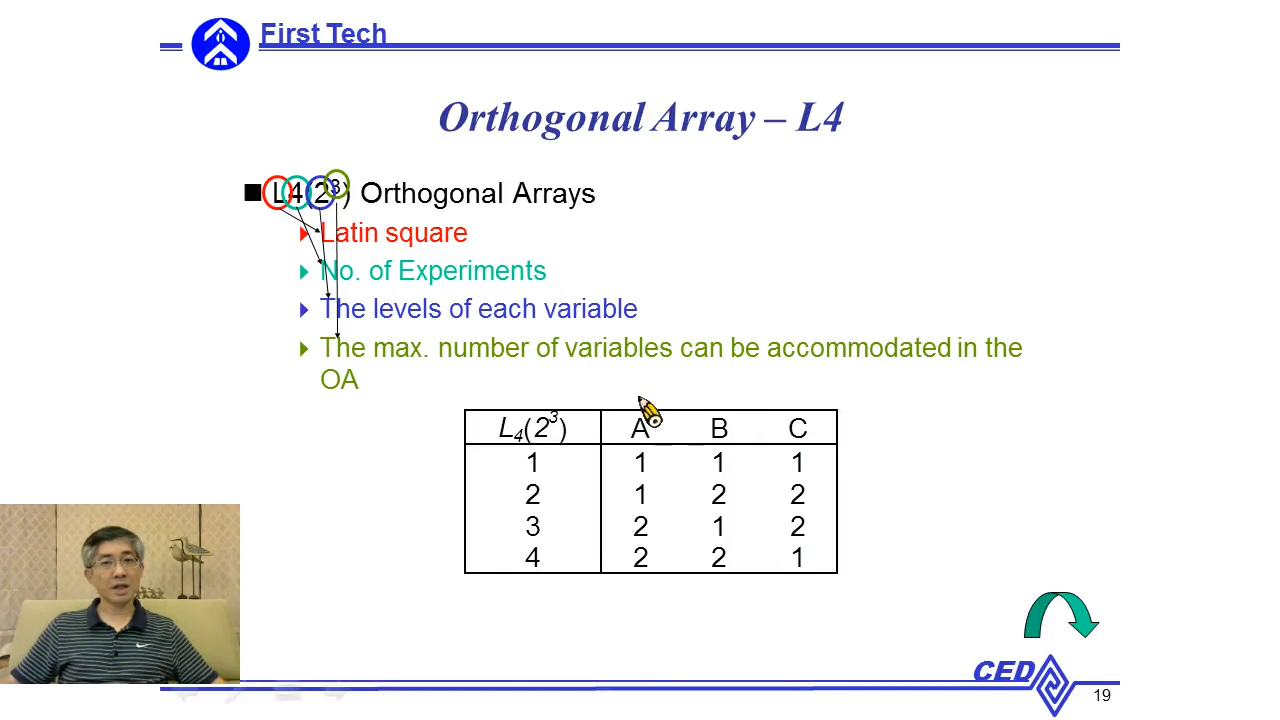 First Tech
Orthogonal Array – L4
L4(2³) Orthogonal Arrays
Latin square
No. of Experiments
The levels of each variable
The max. number of variables can be accommodated in the
OA
L₄(2³) A B C
1 1 1 1
2 1 2 2
3 2 1 2
4 2 2 1
CED
19